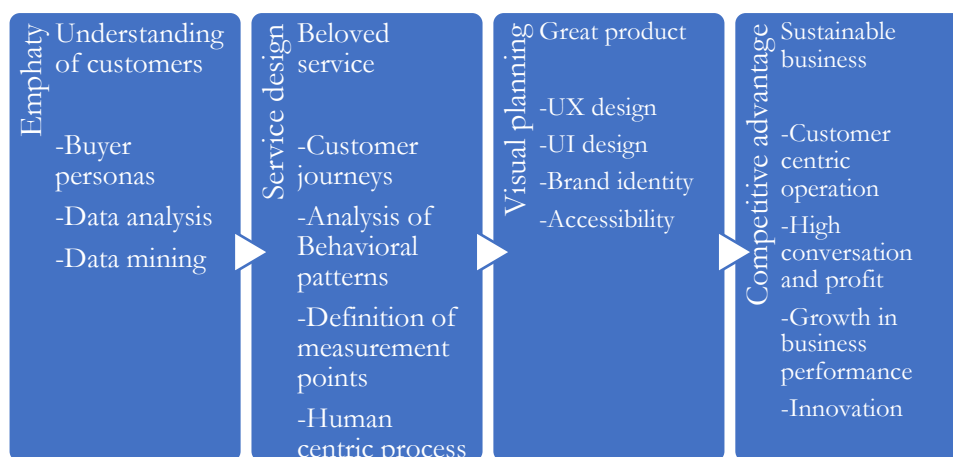 Emphaty
Understanding
of customers
-Buyer
personas
-Data analysis
-Data mining
Service design
Beloved
service
-Customer
journeys
-Analysis of
Behavioral
patterns
-Definition of
measurement
points
-Human
centric process
Visual planning
Great product
-UX design
-UI design
-Brand identity
-Accessibility
Competitive advantage
Sustainable
business
-Customer
centric
operation
-High
conversation
and profit
-Growth in
business
performance
-Innovation